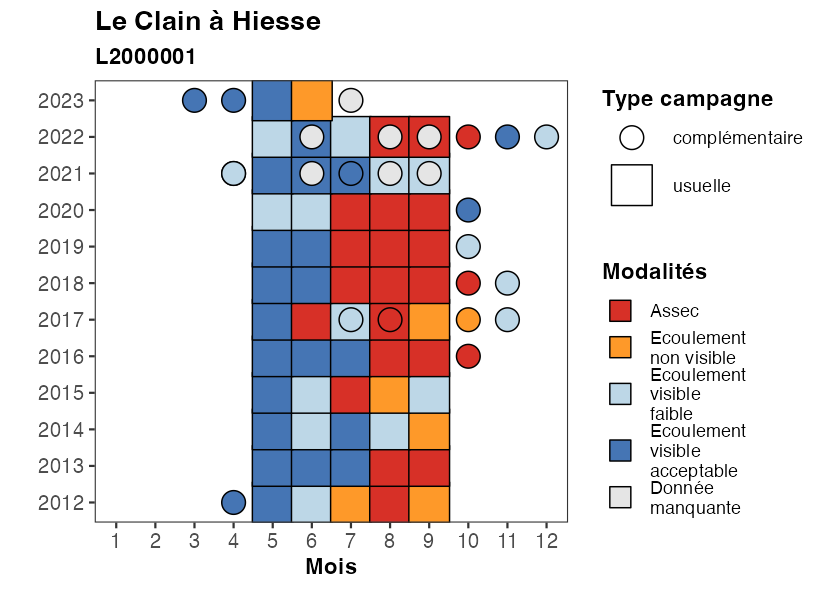 Le Clain à Hiesse
L2000001
2023
2022
2021
2020
2019
2018
2017
2016
2015
2014
2013
2012
1 2 3 4 5 6 7 8 9 10 11 12
Mois
Type campagne
complémentaire
usuelle
Modalités
Assec
Ecoulement
non visible
Ecoulement
visible
faible
Ecoulement
visible
acceptable
Donnée
manquante